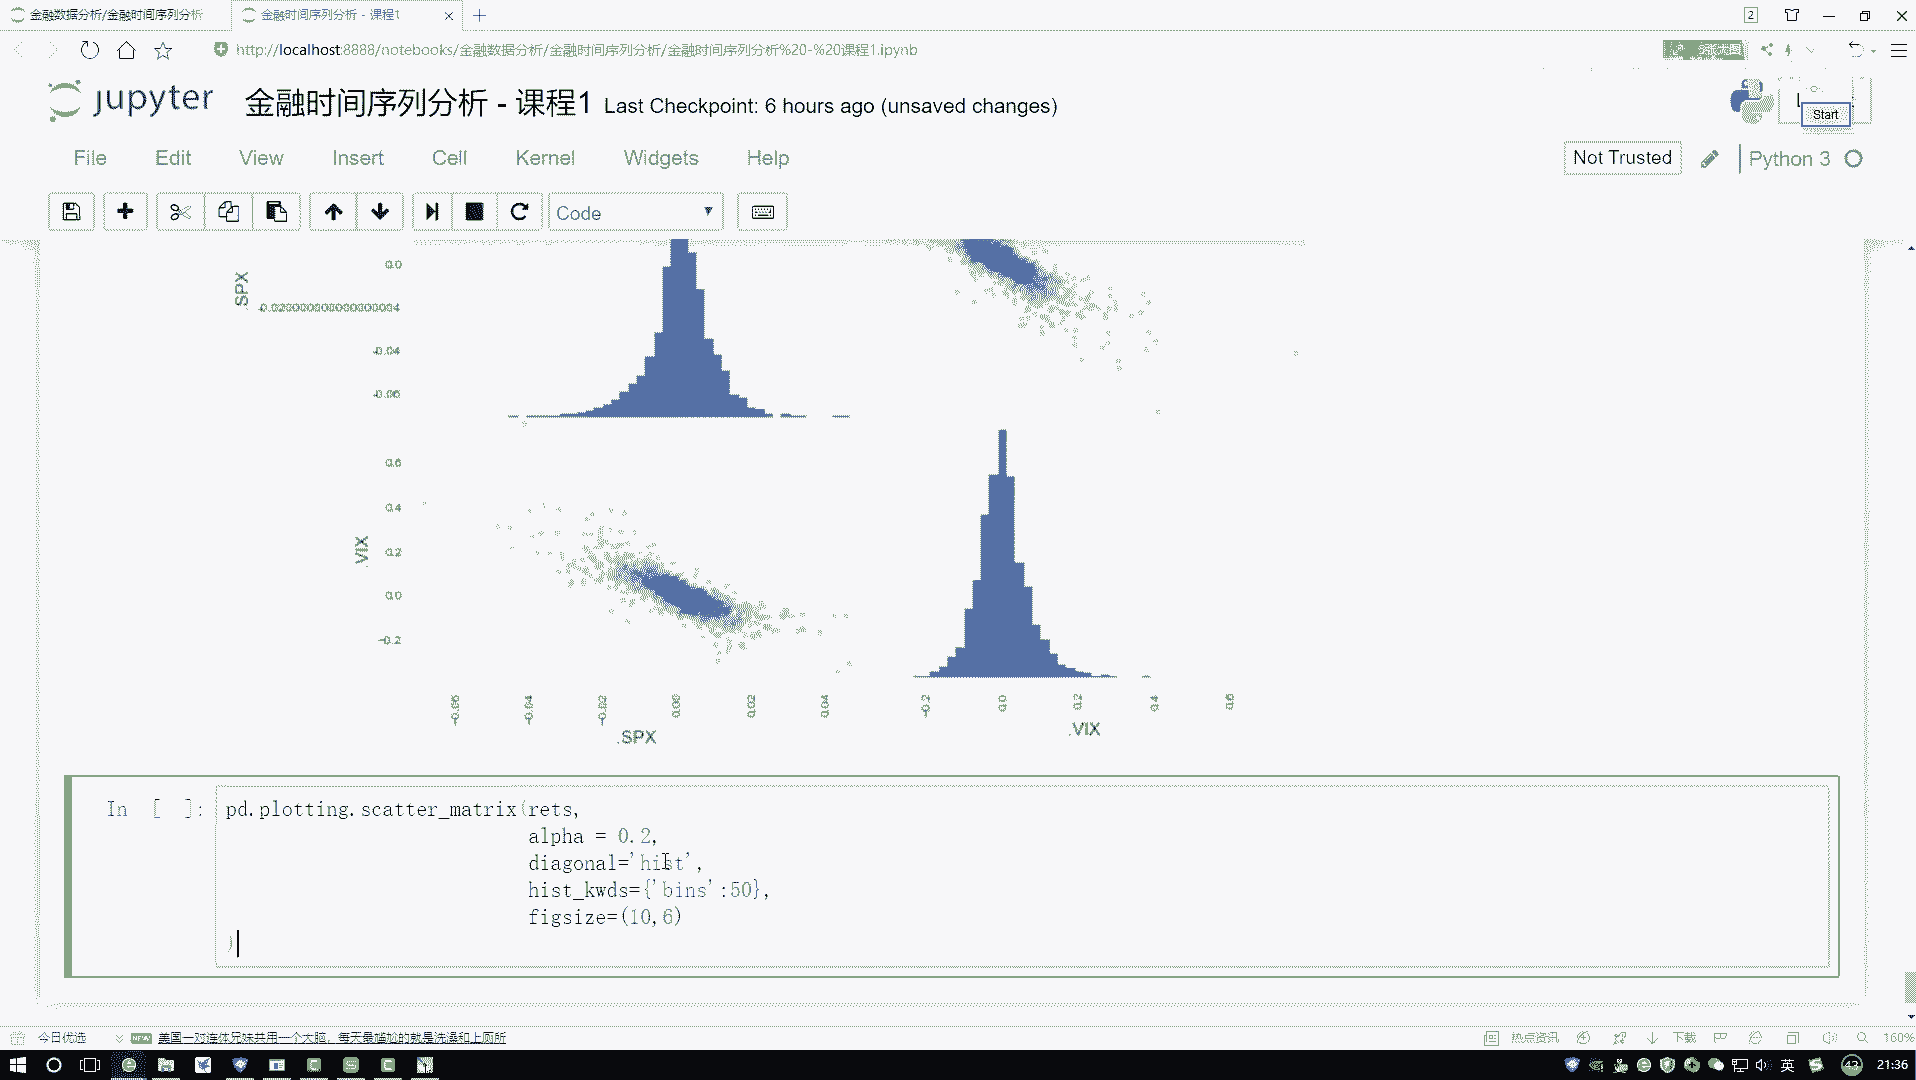 金融数据分析/金融时间序列分析
金融时间序列分析 - 课程1
2
http://localhost:8888/notebooks/金融数据分析/金融时间序列分析/金融时间序列分析%20-%20课程1.ipynb
jupyter 金融时间序列分析 - 课程1 Last Checkpoint: 6 hours ago (unsaved changes)
Start
File Edit View Insert Cell Kernel Widgets Help
Not Trusted
Python 3
Code
.SPX
0.0
-0.020000000000000004
-0.04
-0.06
.VIX
0.6
0.4
0.2
0.0
-0.2
-0.06 -0.04 -0.02 0.00 0.02 0.04
-0.2 0.0 0.2 0.4 0.6
.SPX
.VIX
In [ ]: pd.plotting.scatter_matrix(rets,
alpha = 0.2,
diagonal='hist',
hist_kwds={'bins':50},
figsize=(10,6)
)
今日优选
NEW 美国一对连体兄妹共用一个大脑，每天最尴尬的就是洗澡和上厕所
热点资讯
下载
160%
英
43
21:36